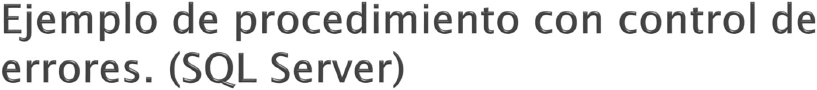 Ejemplo de procedimiento con control de
errores. (SQL Server)